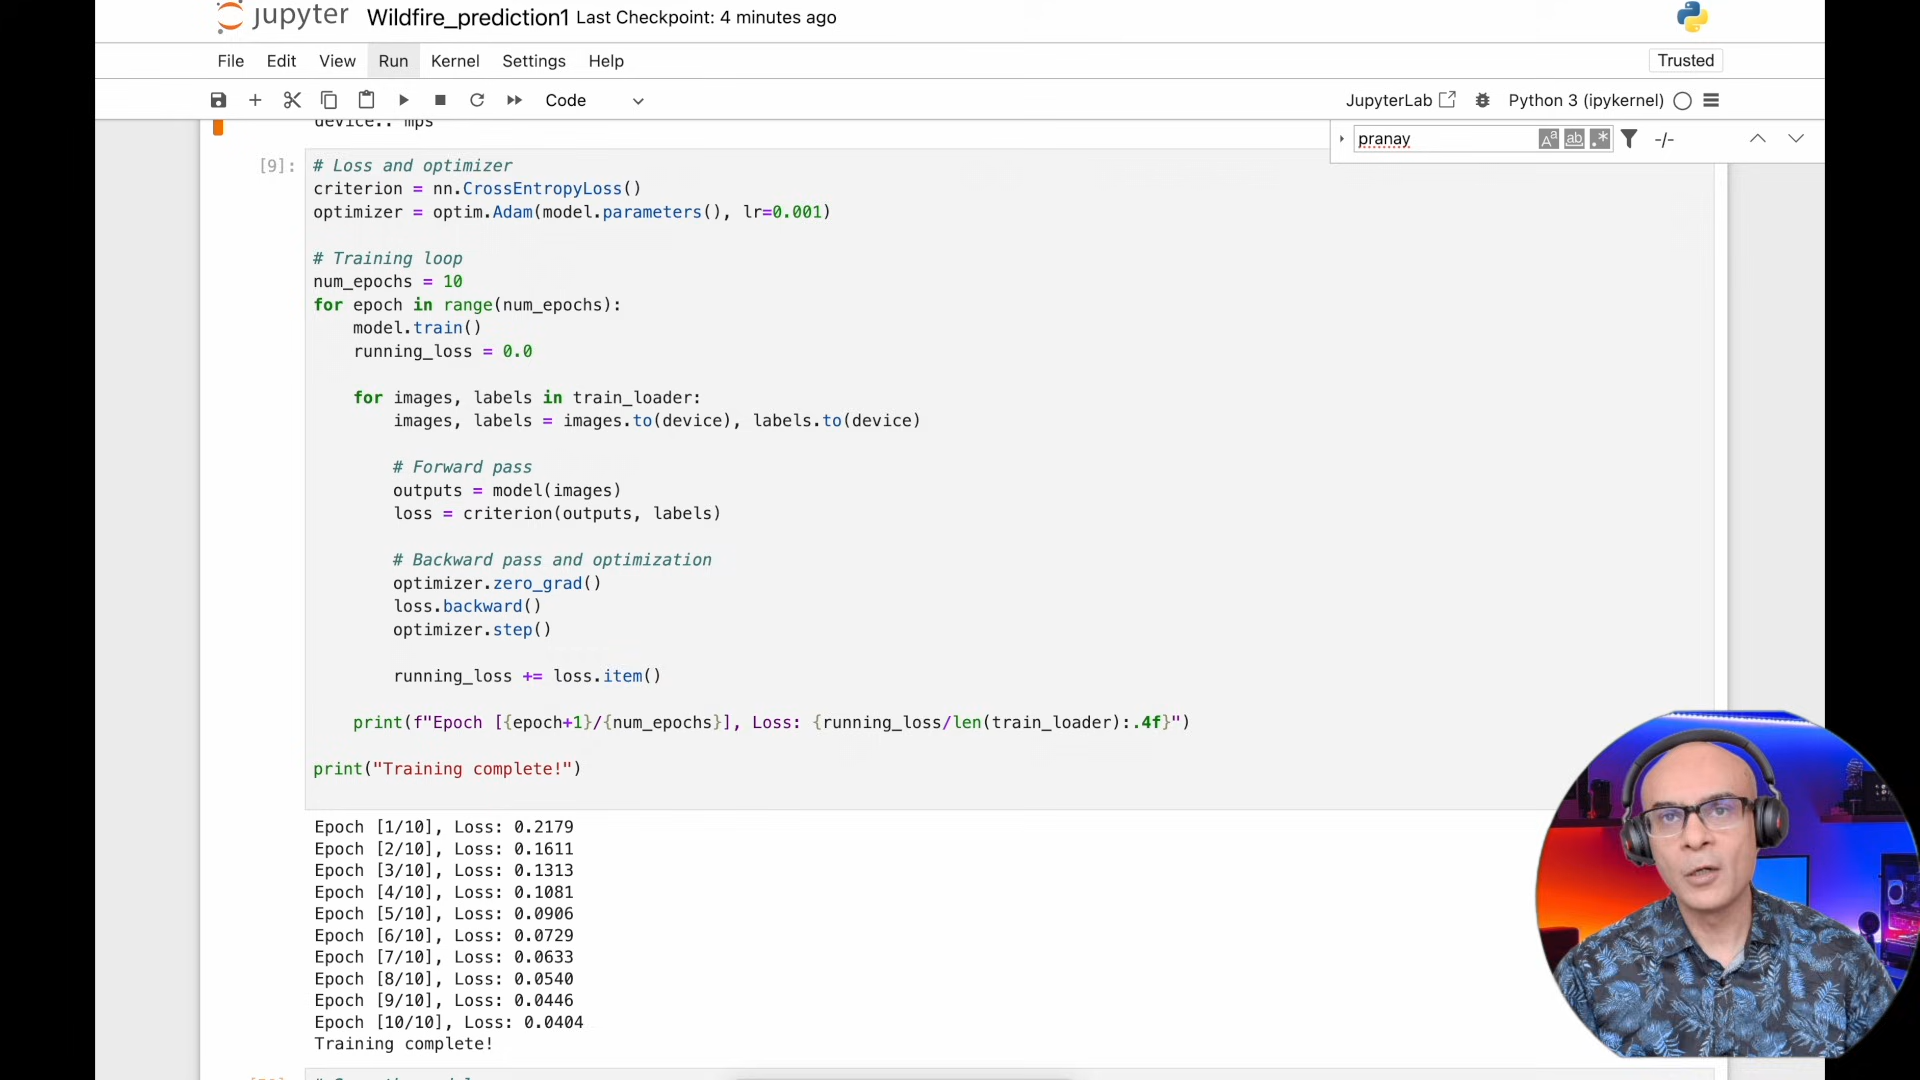 jupyter Wildfire_prediction1 Last Checkpoint: 4 minutes ago
File Edit View Run Kernel Settings Help Trusted
Code JupyterLab Python 3 (ipykernel)
device.. mps
pranay Aa ab .* -/-
[9]: # Loss and optimizer
criterion = nn.CrossEntropyLoss()
optimizer = optim.Adam(model.parameters(), lr=0.001)
# Training loop
num_epochs = 10
for epoch in range(num_epochs):
    model.train()
    running_loss = 0.0
    for images, labels in train_loader:
        images, labels = images.to(device), labels.to(device)
        # Forward pass
        outputs = model(images)
        loss = criterion(outputs, labels)
        # Backward pass and optimization
        optimizer.zero_grad()
        loss.backward()
        optimizer.step()
        running_loss += loss.item()
    print(f"Epoch [{epoch+1}/{num_epochs}], Loss: {running_loss/len(train_loader):.4f}")
print("Training complete!")
Epoch [1/10], Loss: 0.2179
Epoch [2/10], Loss: 0.1611
Epoch [3/10], Loss: 0.1313
Epoch [4/10], Loss: 0.1081
Epoch [5/10], Loss: 0.0906
Epoch [6/10], Loss: 0.0729
Epoch [7/10], Loss: 0.0633
Epoch [8/10], Loss: 0.0540
Epoch [9/10], Loss: 0.0446
Epoch [10/10], Loss: 0.0404
Training complete!